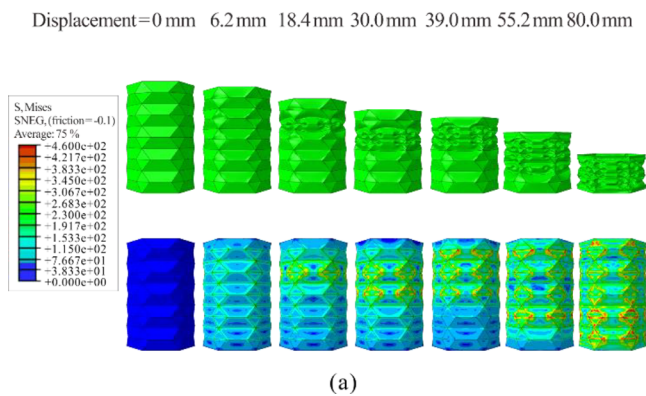 Displacement=0 mm 6.2 mm 18.4 mm 30.0 mm 39.0 mm 55.2 mm 80.0 mm
S, Mises
SNEG, (friction=-0.1)
Average: 75 %
+4.600e+02
+4.217e+02
+3.833e+02
+3.450e+02
+3.067e+02
+2.683e+02
+2.300e+02
+1.917e+02
+1.533e+02
+1.150e+02
+7.667e+01
+3.833e+01
+0.000e+00
(a)